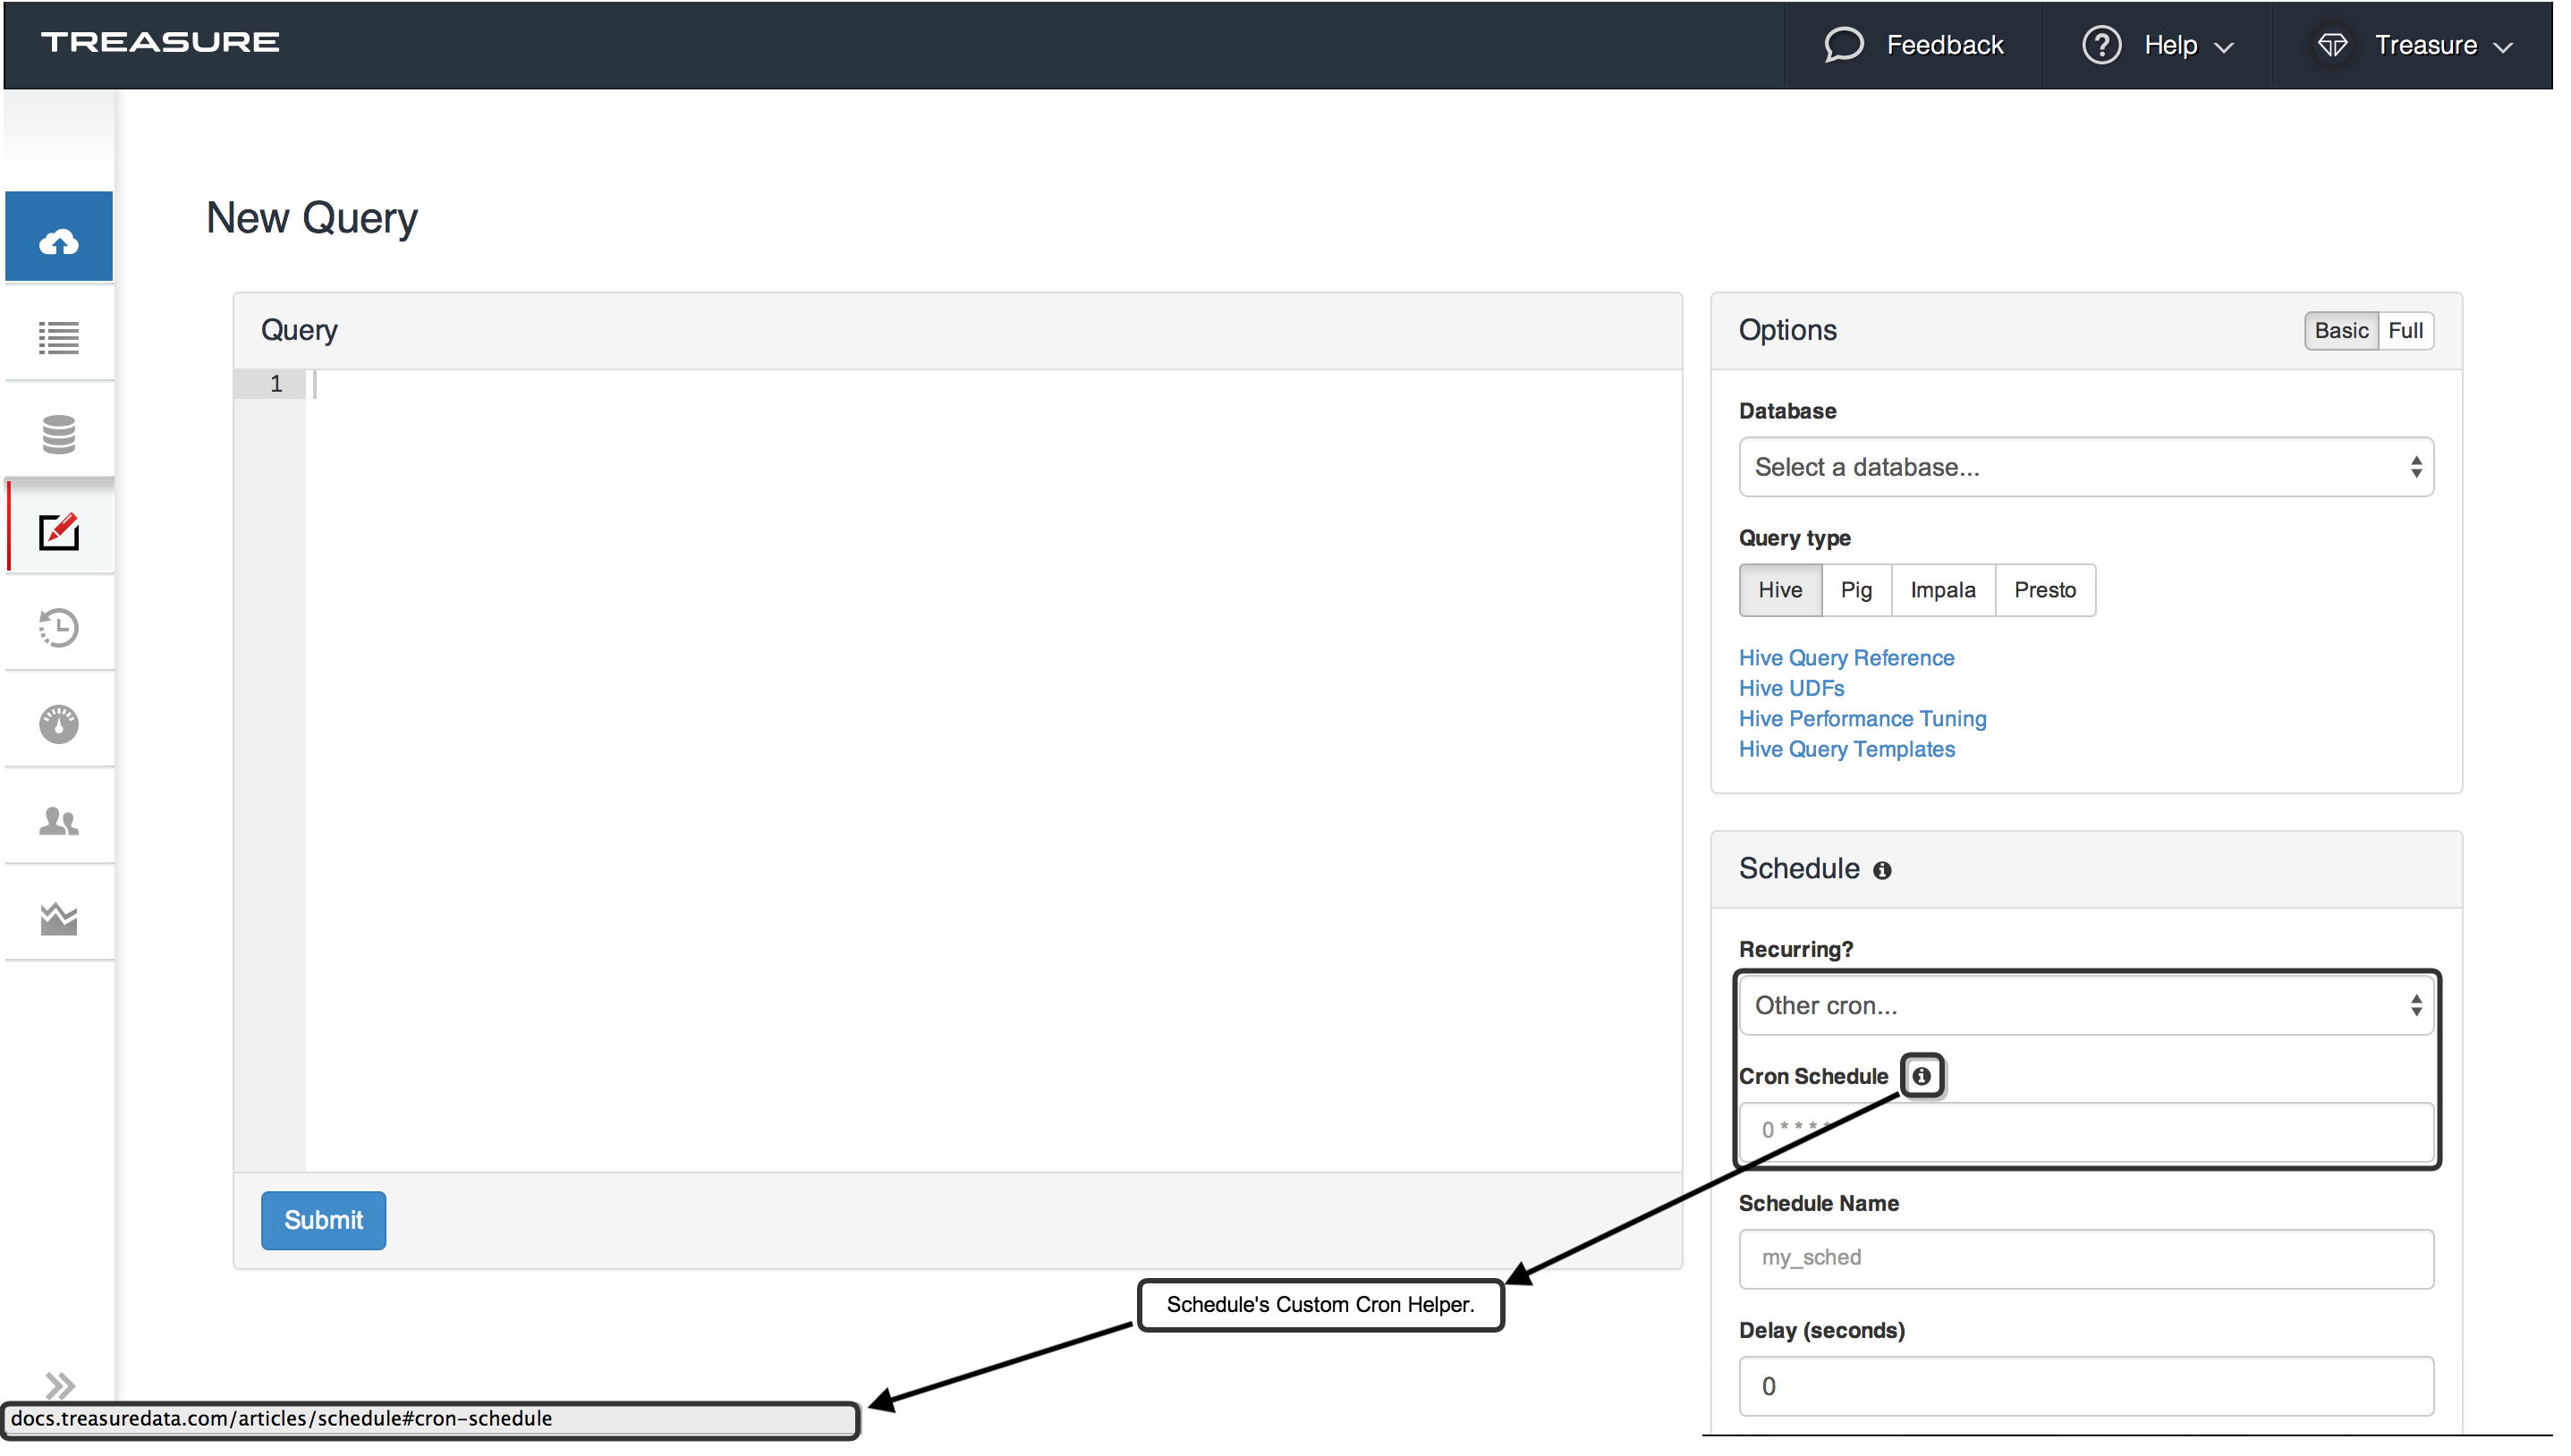 TREASURE
Feedback
Help
Treasure
New Query
Query
1
Submit
Options
Basic Full
Database
Select a database...
Query type
Hive Pig Impala Presto
Hive Query Reference
Hive UDFs
Hive Performance Tuning
Hive Query Templates
Schedule
Recurring?
Other cron...
Cron Schedule
0 * * * *
Schedule Name
my_sched
Delay (seconds)
0
Schedule's Custom Cron Helper.
docs.treasuredata.com/articles/schedule#cron-schedule